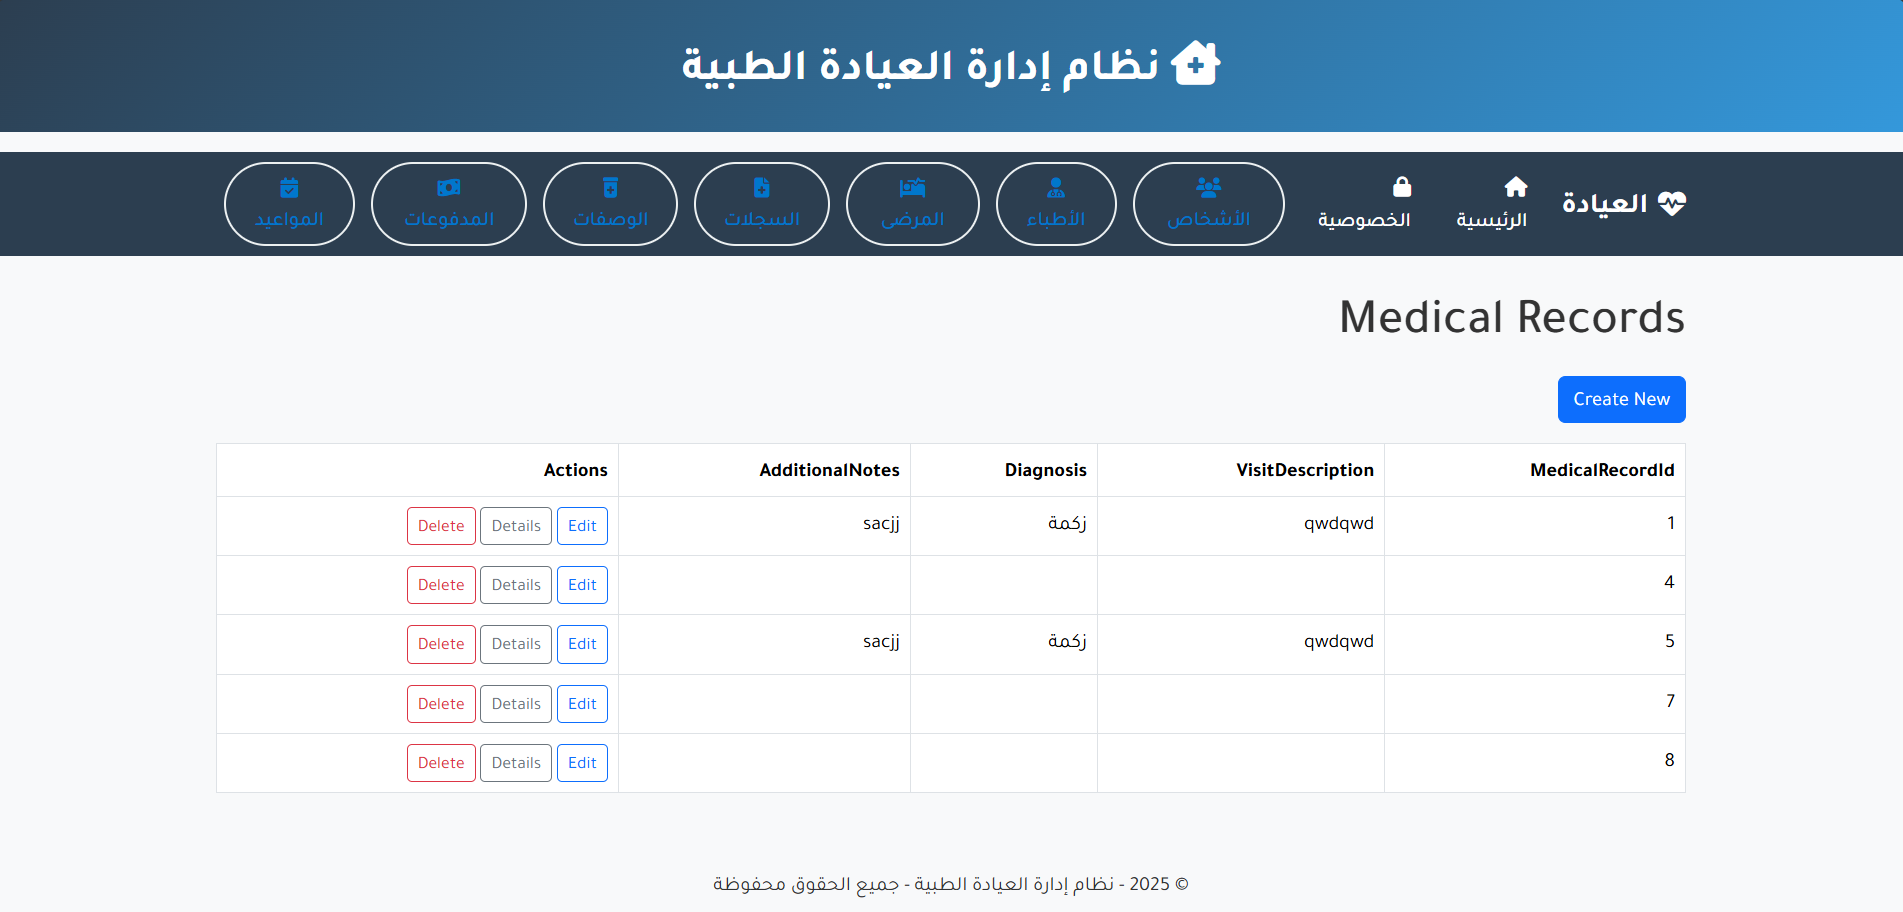 نظام إدارة العيادة الطبية
العيادة
الرئيسية
الخصوصية
الأشخاص
الأطباء
المرضى
السجلات
الوصفات
المدفوعات
المواعيد
Medical Records
Create New
MedicalRecordId VisitDescription Diagnosis AdditionalNotes Actions
1 qwdqwd زكمة sacjj Edit Details Delete
4 Edit Details Delete
5 qwdqwd زكمة sacjj Edit Details Delete
7 Edit Details Delete
8 Edit Details Delete
© 2025 - نظام إدارة العيادة الطبية - جميع الحقوق محفوظة